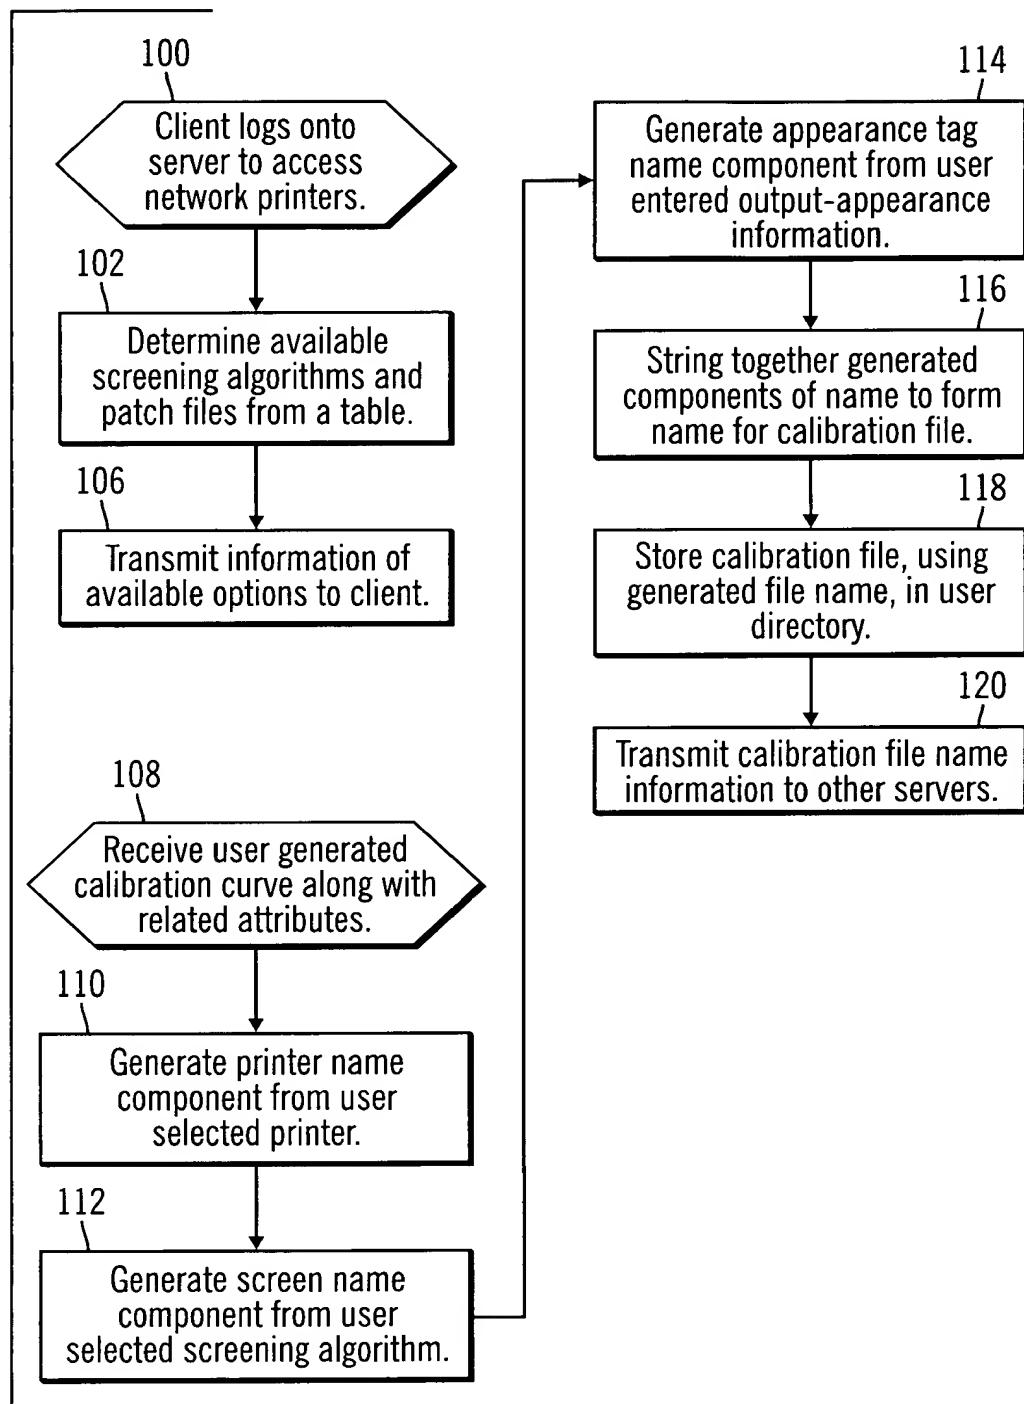 100
Client logs onto
server to access
network printers.
102
Determine available
screening algorithms and
patch files from a table.
106
Transmit information of
available options to client.
108
Receive user generated
calibration curve along with
related attributes.
110
Generate printer name
component from user
selected printer.
112
Generate screen name
component from user
selected screening algorithm.
114
Generate appearance tag
name component from user
entered output-appearance
information.
116
String together generated
components of name to form
name for calibration file.
118
Store calibration file, using
generated file name, in user
directory.
120
Transmit calibration file name
information to other servers.